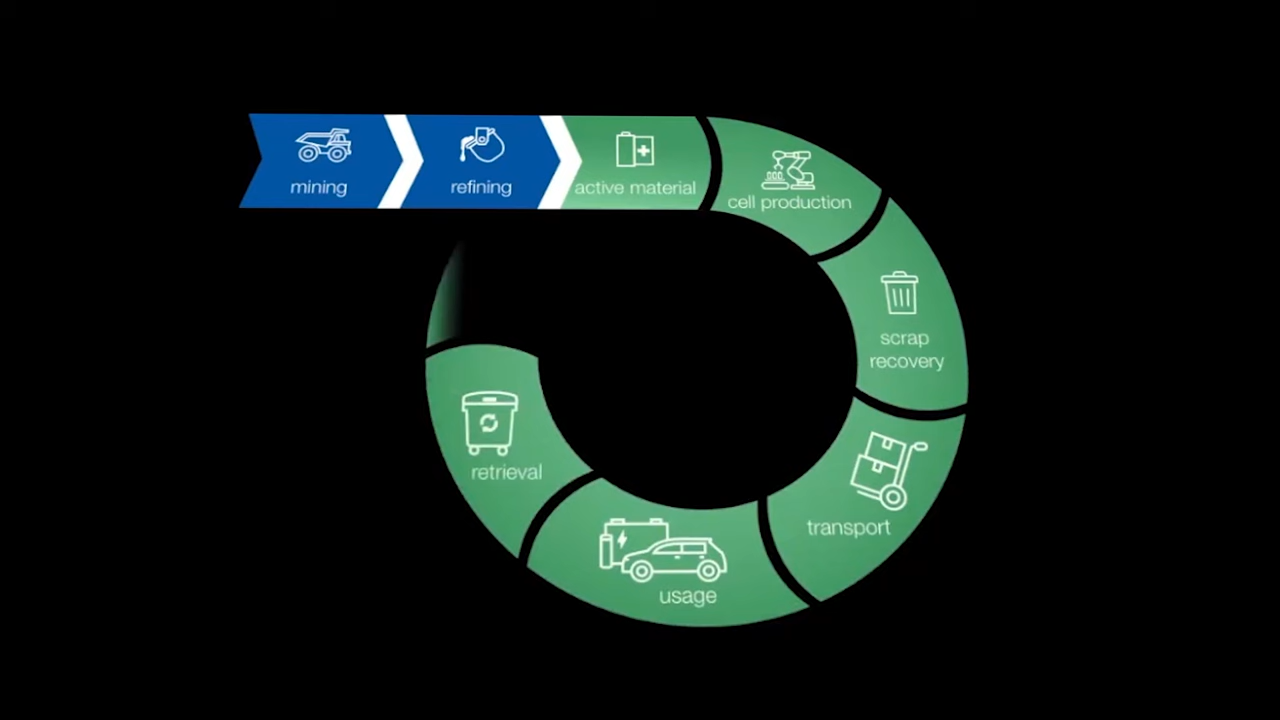 mining
refining
active material
cell production
scrap
recovery
transport
usage
retrieval